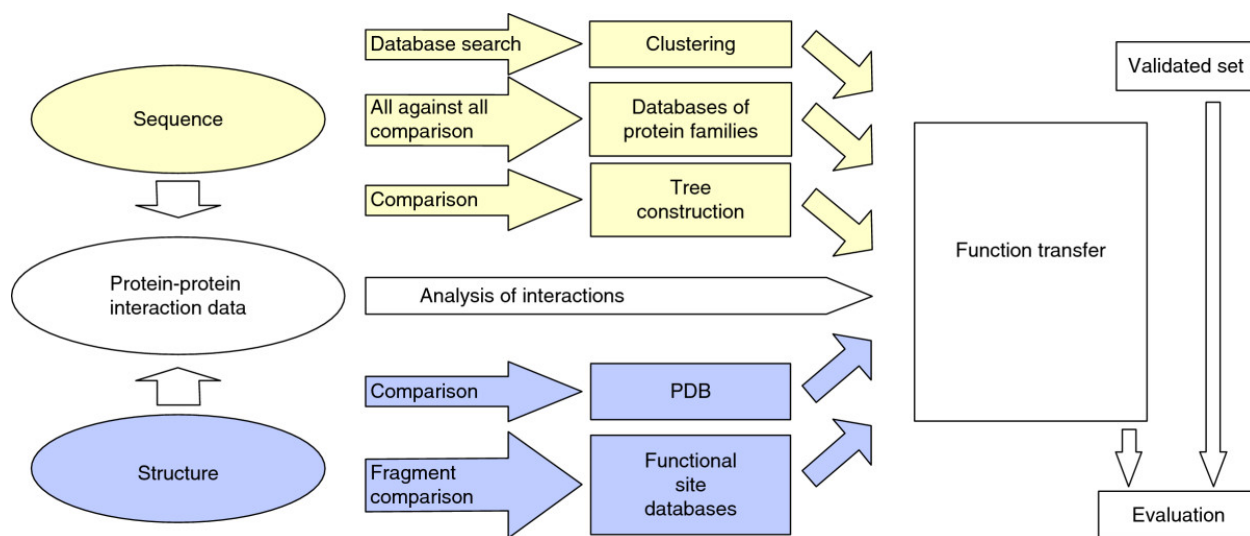 Database search
Clustering
Validated set
Sequence
All against all
comparison
Databases of
protein families
Comparison
Tree
construction
Function transfer
Protein-protein
interaction data
Analysis of interactions
Comparison
PDB
Structure
Fragment
comparison
Functional
site
databases
Evaluation